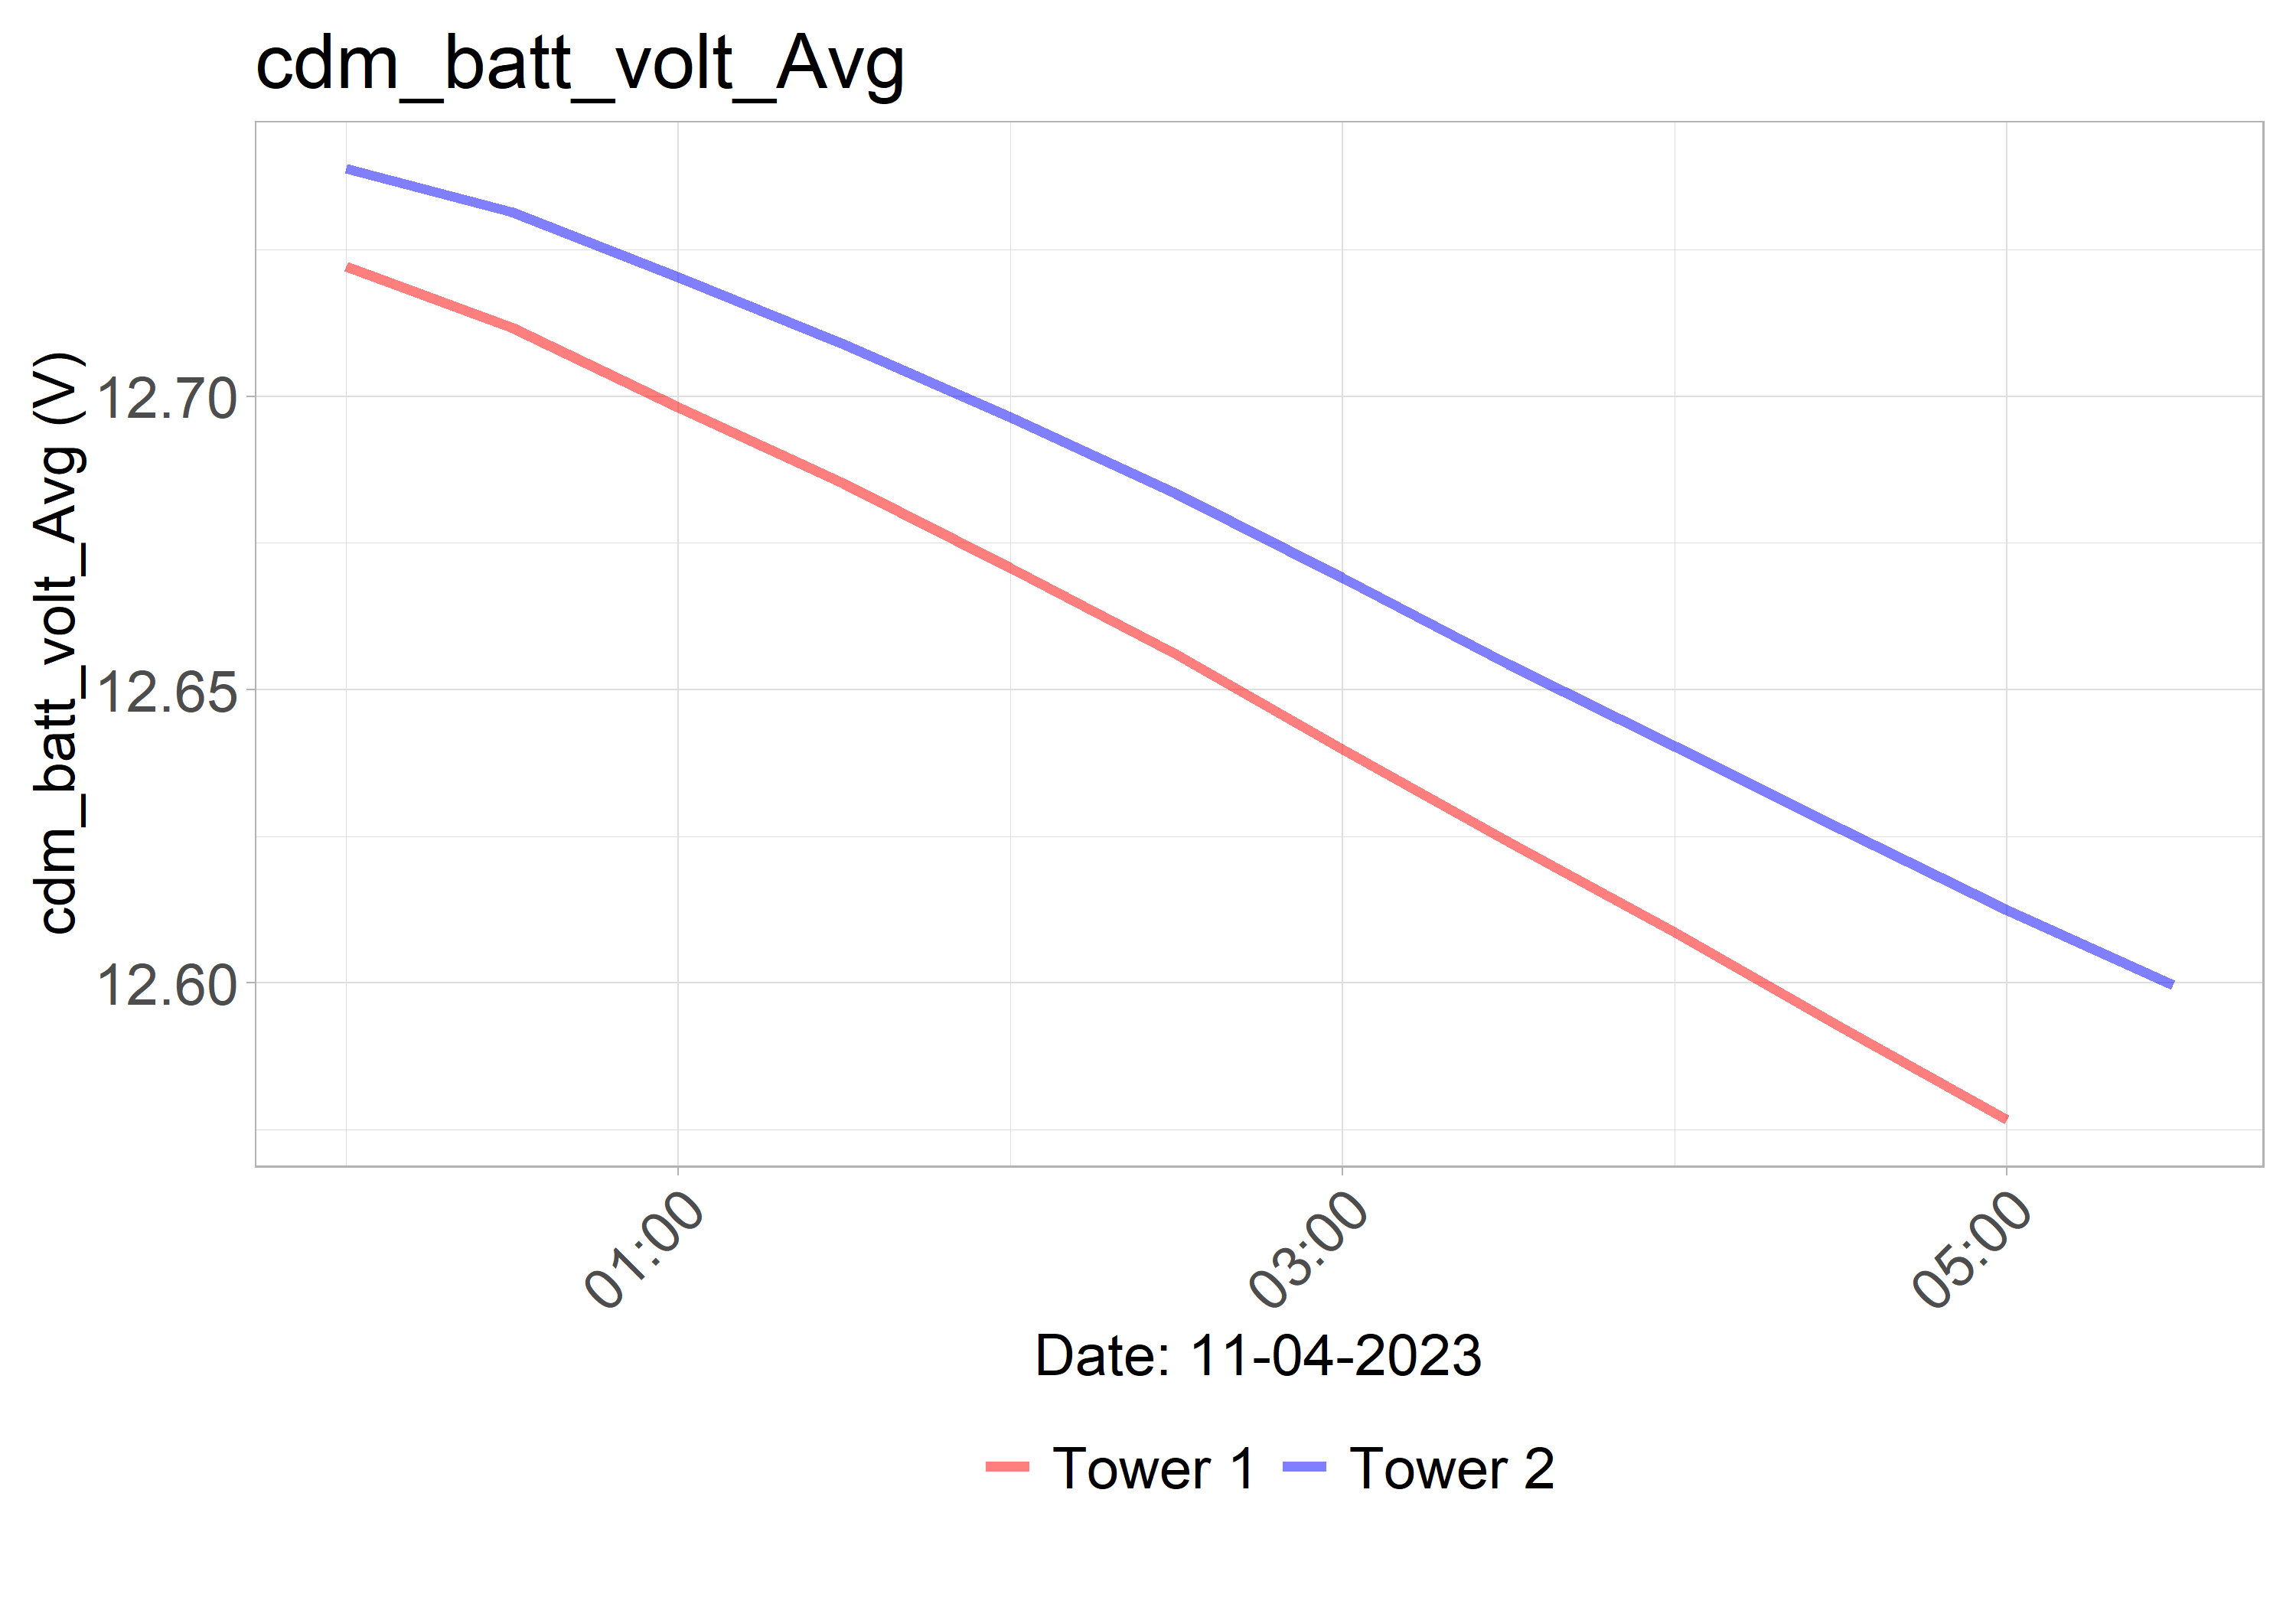 cdm_batt_volt_Avg
cdm_batt_volt_Avg (V)
12.70
12.65
12.60
01:00
03:00
05:00
Date: 11-04-2023
Tower 1
Tower 2